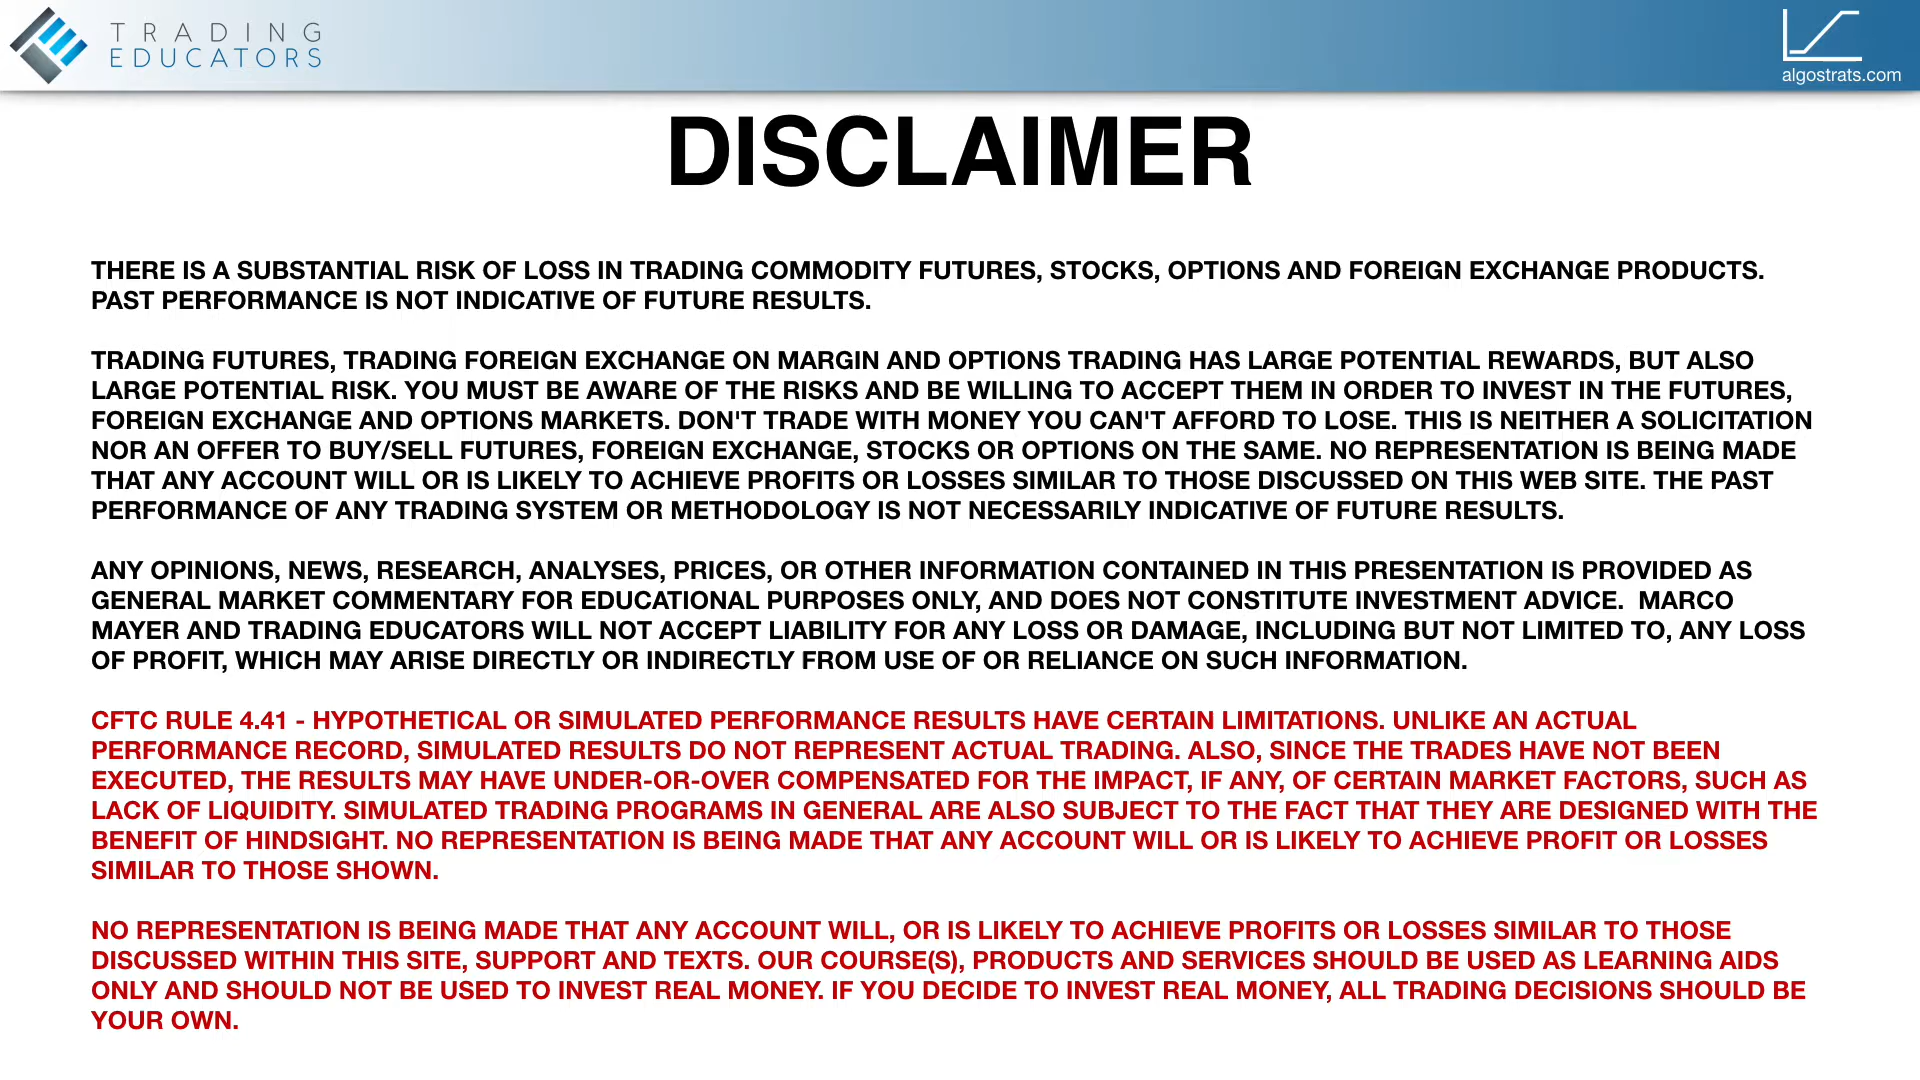 TRADING
EDUCATORS
algostrats.com
DISCLAIMER
THERE IS A SUBSTANTIAL RISK OF LOSS IN TRADING COMMODITY FUTURES, STOCKS, OPTIONS AND FOREIGN EXCHANGE PRODUCTS.
PAST PERFORMANCE IS NOT INDICATIVE OF FUTURE RESULTS.
TRADING FUTURES, TRADING FOREIGN EXCHANGE ON MARGIN AND OPTIONS TRADING HAS LARGE POTENTIAL REWARDS, BUT ALSO
LARGE POTENTIAL RISK. YOU MUST BE AWARE OF THE RISKS AND BE WILLING TO ACCEPT THEM IN ORDER TO INVEST IN THE FUTURES,
FOREIGN EXCHANGE AND OPTIONS MARKETS. DON'T TRADE WITH MONEY YOU CAN'T AFFORD TO LOSE. THIS IS NEITHER A SOLICITATION
NOR AN OFFER TO BUY/SELL FUTURES, FOREIGN EXCHANGE, STOCKS OR OPTIONS ON THE SAME. NO REPRESENTATION IS BEING MADE
THAT ANY ACCOUNT WILL OR IS LIKELY TO ACHIEVE PROFITS OR LOSSES SIMILAR TO THOSE DISCUSSED ON THIS WEB SITE. THE PAST
PERFORMANCE OF ANY TRADING SYSTEM OR METHODOLOGY IS NOT NECESSARILY INDICATIVE OF FUTURE RESULTS.
ANY OPINIONS, NEWS, RESEARCH, ANALYSES, PRICES, OR OTHER INFORMATION CONTAINED IN THIS PRESENTATION IS PROVIDED AS
GENERAL MARKET COMMENTARY FOR EDUCATIONAL PURPOSES ONLY, AND DOES NOT CONSTITUTE INVESTMENT ADVICE.  MARCO
MAYER AND TRADING EDUCATORS WILL NOT ACCEPT LIABILITY FOR ANY LOSS OR DAMAGE, INCLUDING BUT NOT LIMITED TO, ANY LOSS
OF PROFIT, WHICH MAY ARISE DIRECTLY OR INDIRECTLY FROM USE OF OR RELIANCE ON SUCH INFORMATION.
CFTC RULE 4.41 - HYPOTHETICAL OR SIMULATED PERFORMANCE RESULTS HAVE CERTAIN LIMITATIONS. UNLIKE AN ACTUAL
PERFORMANCE RECORD, SIMULATED RESULTS DO NOT REPRESENT ACTUAL TRADING. ALSO, SINCE THE TRADES HAVE NOT BEEN
EXECUTED, THE RESULTS MAY HAVE UNDER-OR-OVER COMPENSATED FOR THE IMPACT, IF ANY, OF CERTAIN MARKET FACTORS, SUCH AS
LACK OF LIQUIDITY. SIMULATED TRADING PROGRAMS IN GENERAL ARE ALSO SUBJECT TO THE FACT THAT THEY ARE DESIGNED WITH THE
BENEFIT OF HINDSIGHT. NO REPRESENTATION IS BEING MADE THAT ANY ACCOUNT WILL OR IS LIKELY TO ACHIEVE PROFIT OR LOSSES
SIMILAR TO THOSE SHOWN.
NO REPRESENTATION IS BEING MADE THAT ANY ACCOUNT WILL, OR IS LIKELY TO ACHIEVE PROFITS OR LOSSES SIMILAR TO THOSE
DISCUSSED WITHIN THIS SITE, SUPPORT AND TEXTS. OUR COURSE(S), PRODUCTS AND SERVICES SHOULD BE USED AS LEARNING AIDS
ONLY AND SHOULD NOT BE USED TO INVEST REAL MONEY. IF YOU DECIDE TO INVEST REAL MONEY, ALL TRADING DECISIONS SHOULD BE
YOUR OWN.